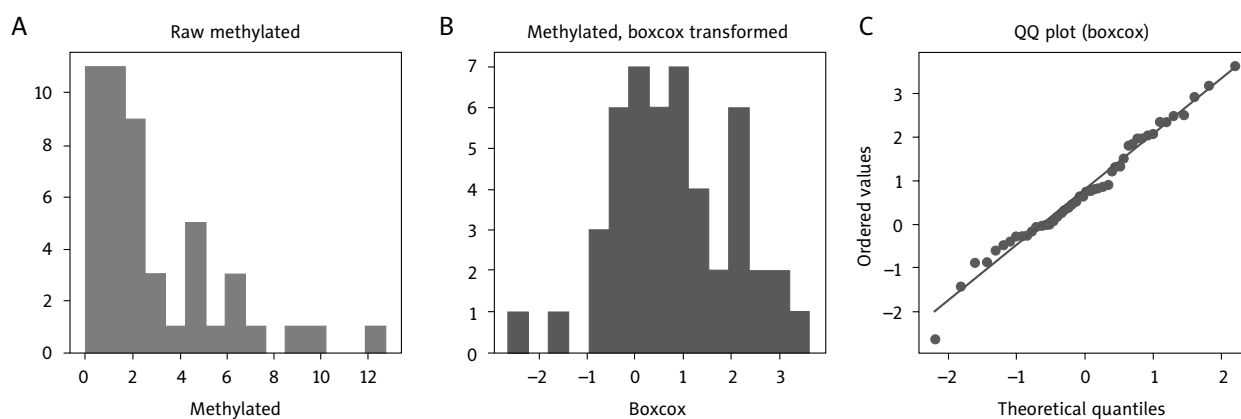 A
Raw methylated
10
8
6
4
2
0
0 2 4 6 8 10 12
Methylated
B
Methylated, boxcox transformed
7
6
5
4
3
2
1
0
−2 −1 0 1 2 3
Boxcox
C
QQ plot (boxcox)
Ordered values
3
2
1
0
−1
−2
−2 −1 0 1 2
Theoretical quantiles